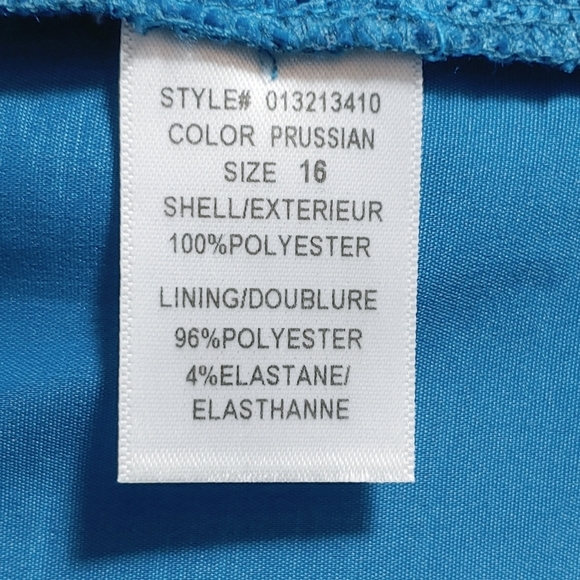 STYLE# 013213410
COLOR PRUSSIAN
SIZE 16
SHELL/EXTERIEUR
100%POLYESTER
LINING/DOUBLURE
96%POLYESTER
4%ELASTANE/
ELASTHANNE